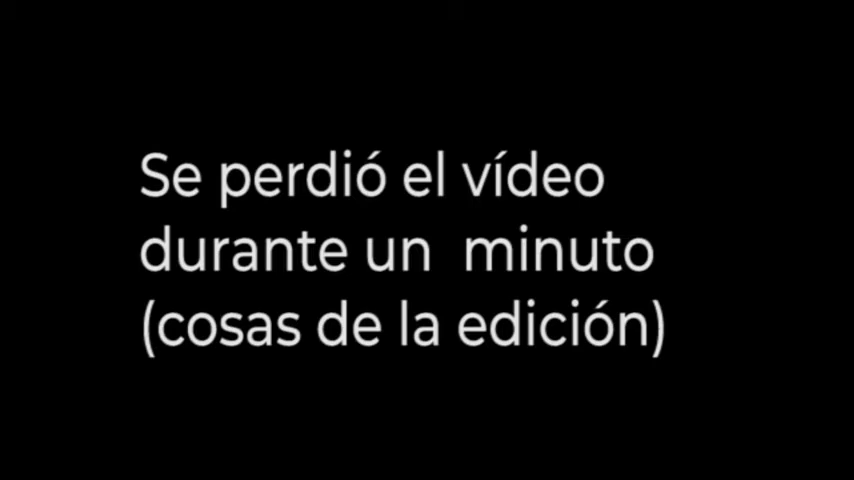 Se perdió el vídeo
durante un  minuto
(cosas de la edición)